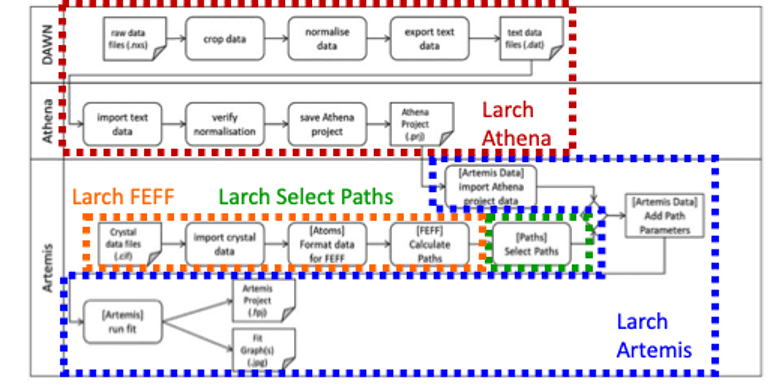 DAWN
raw data
files (.nxs)
crop data
normalise
data
export text
data
text data
files (.dat)
Athena
import text
data
verify
normalisation
save Athena
project
Athena
Project
(.prj)
Larch
Athena
Artemis
[Artemis Data]
import Athena
project data
[Artemis Data]
Add Path
Parameters
Larch FEFF
Larch Select Paths
Crystal
data files
(.cif)
import crystal
data
[Atoms]
Format data
for FEFF
[FEFF]
Calculate
Paths
[Paths]
Select Paths
[Artemis]
run fit
Artemis
Project
(.fpj)
Fit
Graph(s)
(.jpg)
Larch
Artemis